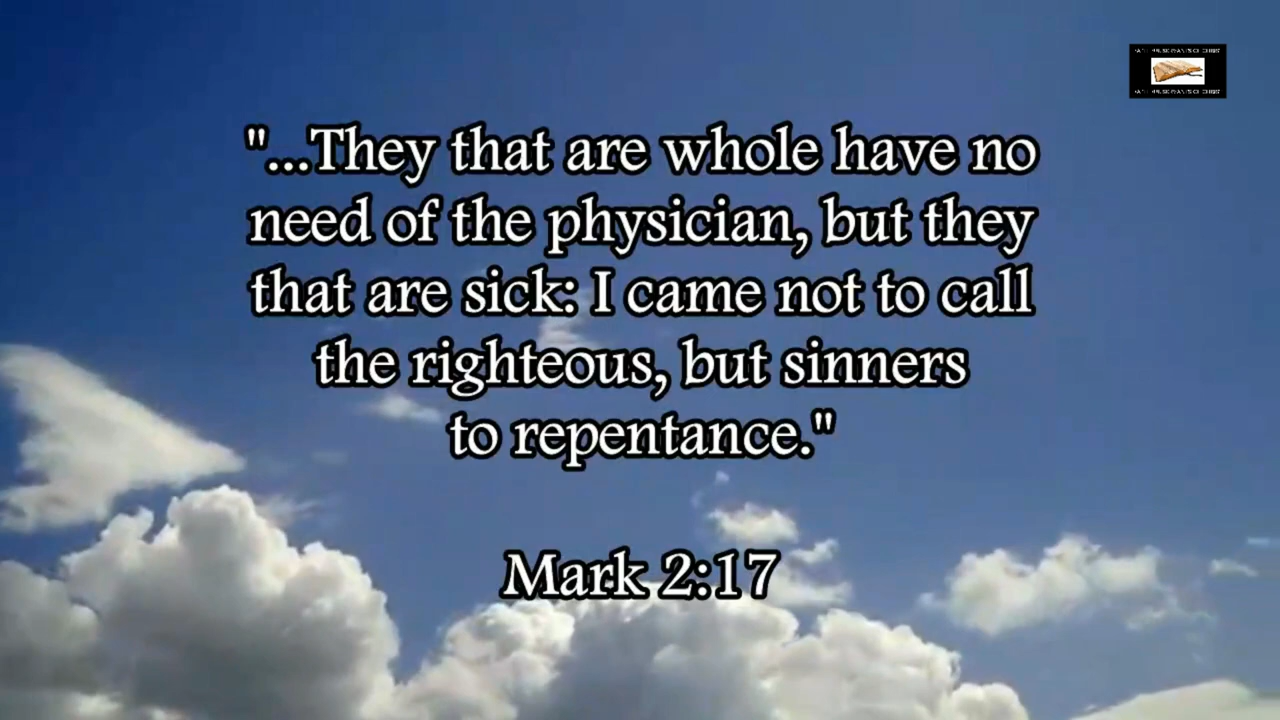 "...They that are whole have no
need of the physician, but they
that are sick: I came not to call
the righteous, but sinners
to repentance."
Mark 2:17